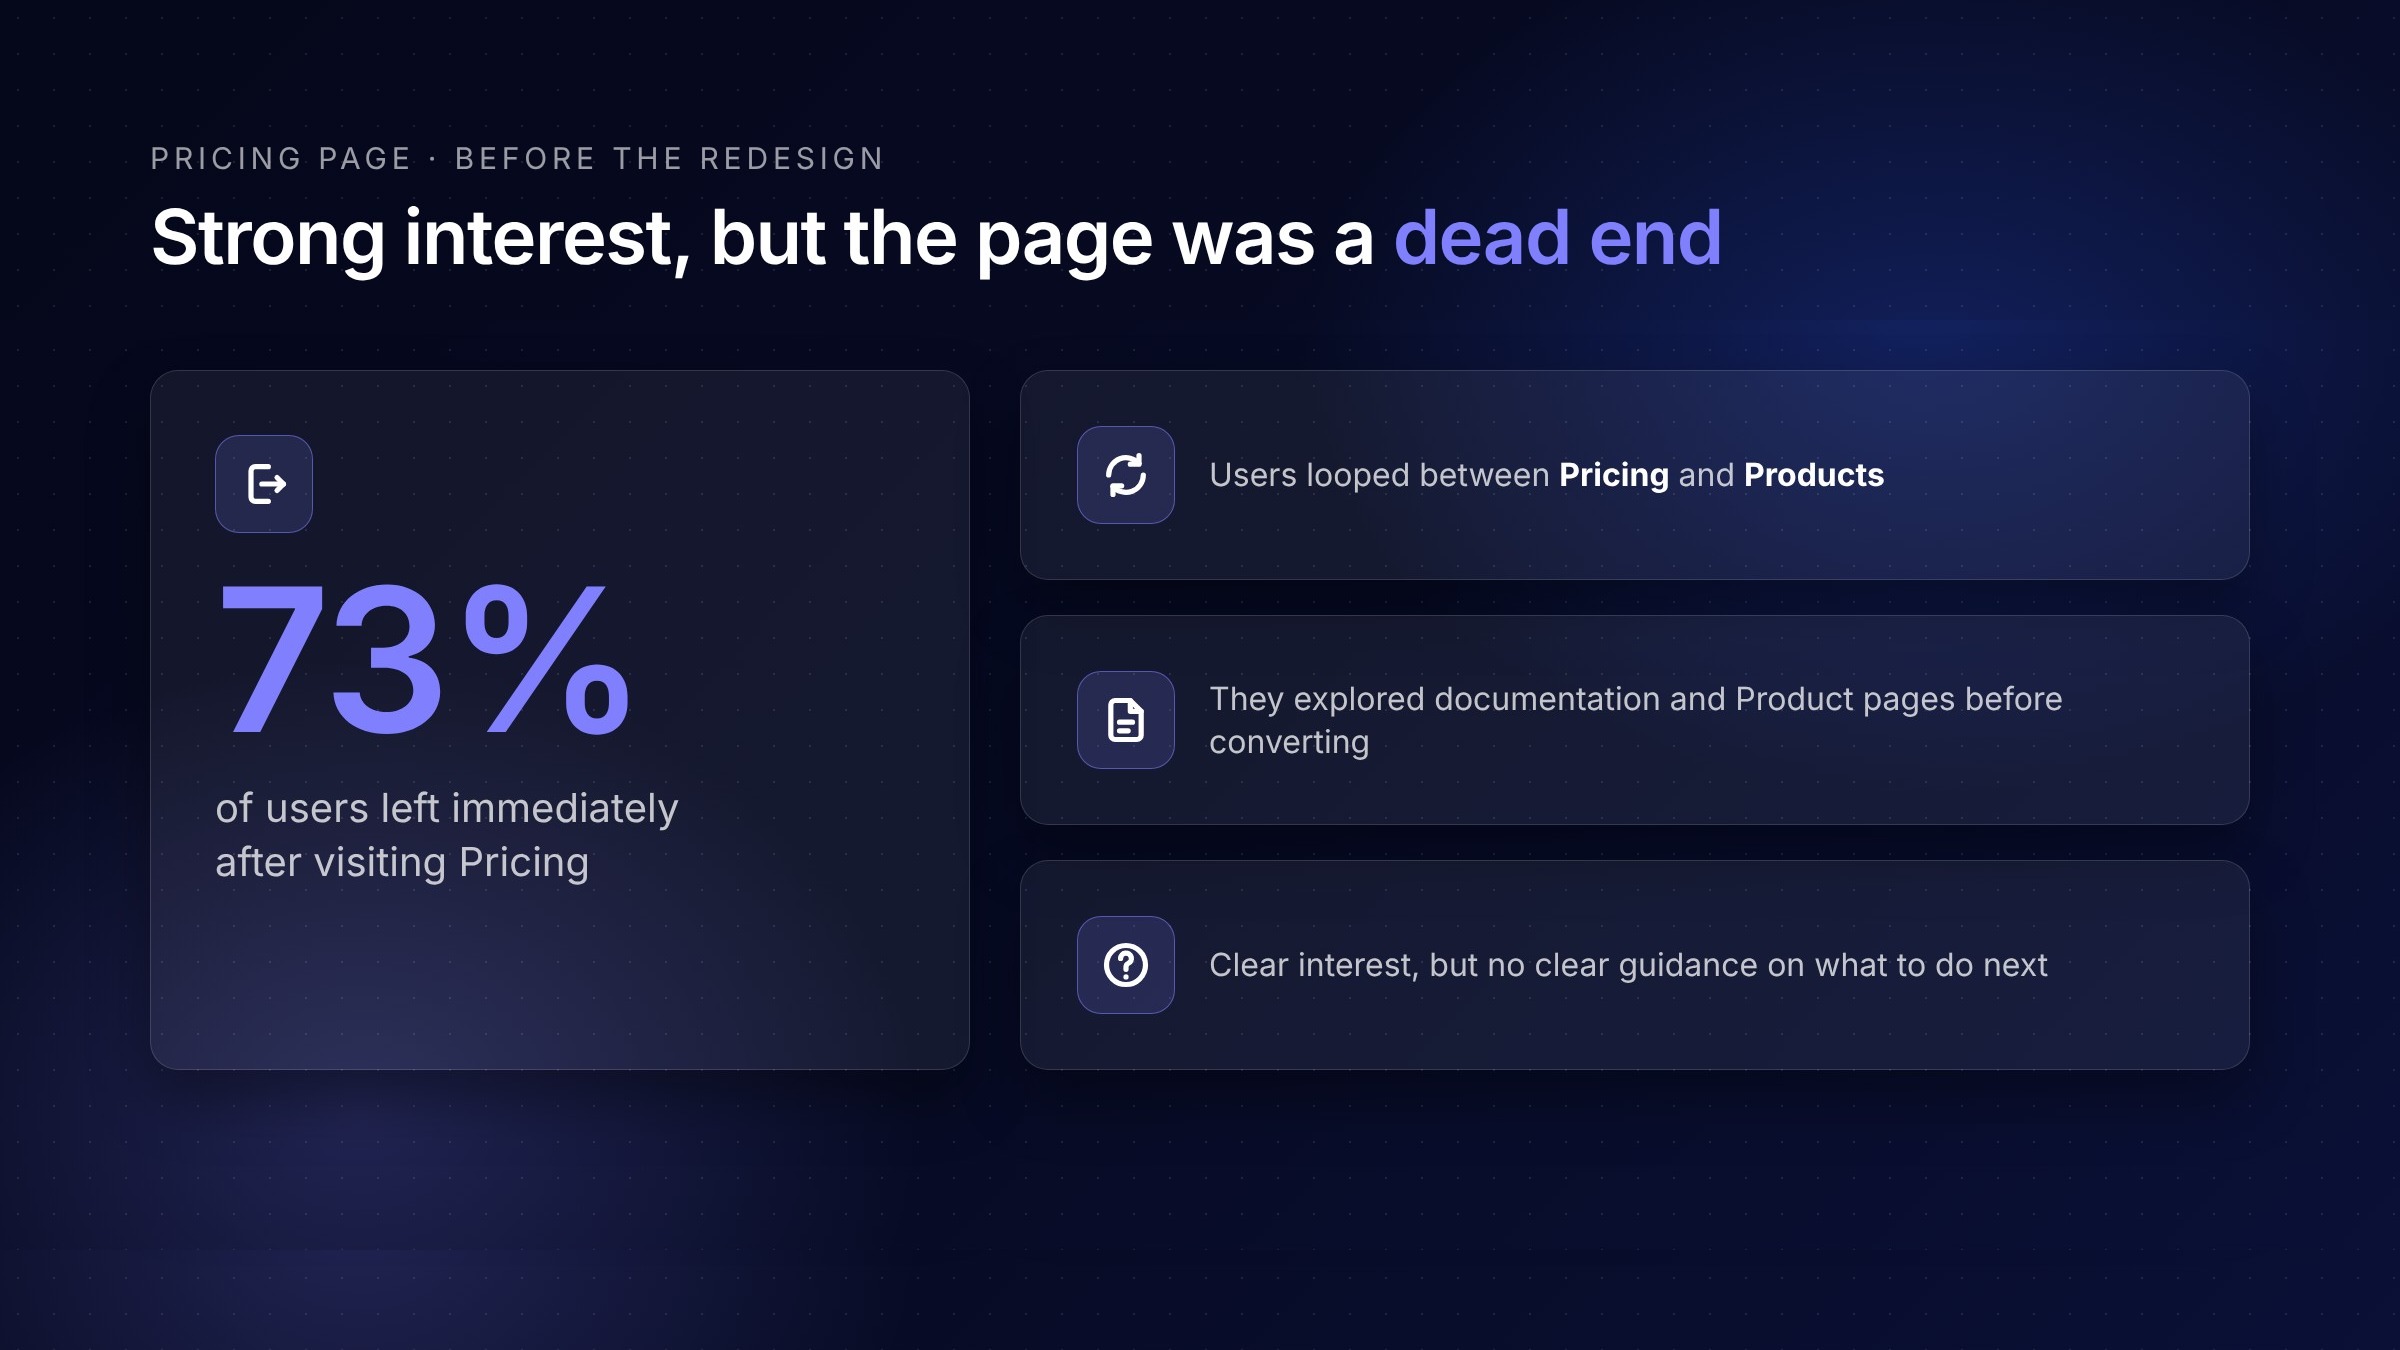 PRICING PAGE · BEFORE THE REDESIGN
Strong interest, but the page was a dead end
73%
of users left immediately
after visiting Pricing
Users looped between Pricing and Products
They explored documentation and Product pages before
converting
Clear interest, but no clear guidance on what to do next